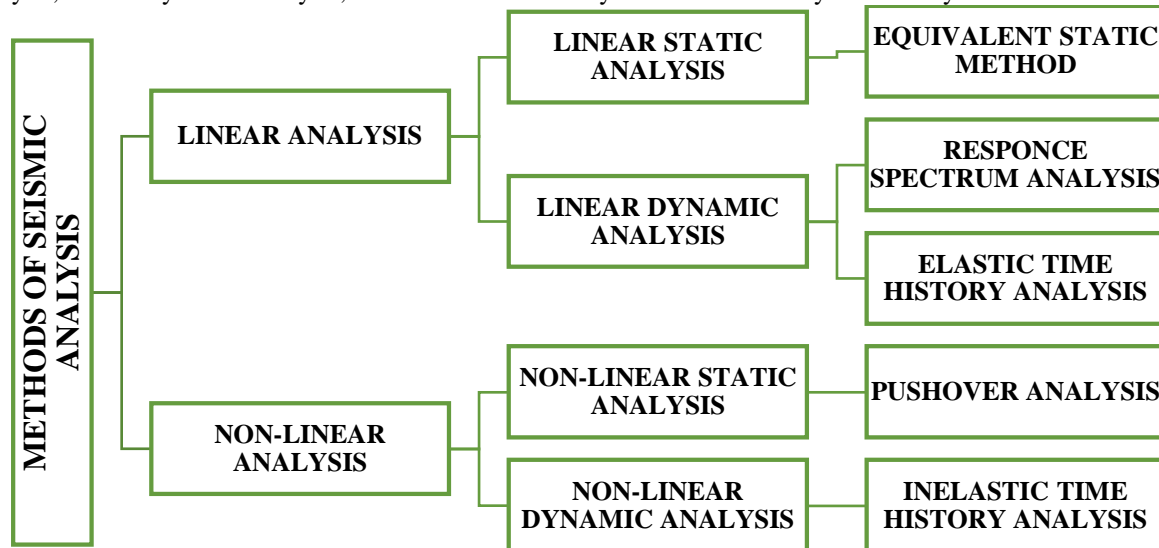 METHODS OF SEISMIC
ANALYSIS
LINEAR ANALYSIS
LINEAR STATIC
ANALYSIS
EQUIVALENT STATIC
METHOD
LINEAR DYNAMIC
ANALYSIS
RESPONCE
SPECTRUM ANALYSIS
ELASTIC TIME
HISTORY ANALYSIS
NON-LINEAR
ANALYSIS
NON-LINEAR STATIC
ANALYSIS
PUSHOVER ANALYSIS
NON-LINEAR
DYNAMIC ANALYSIS
INELASTIC TIME
HISTORY ANALYSIS